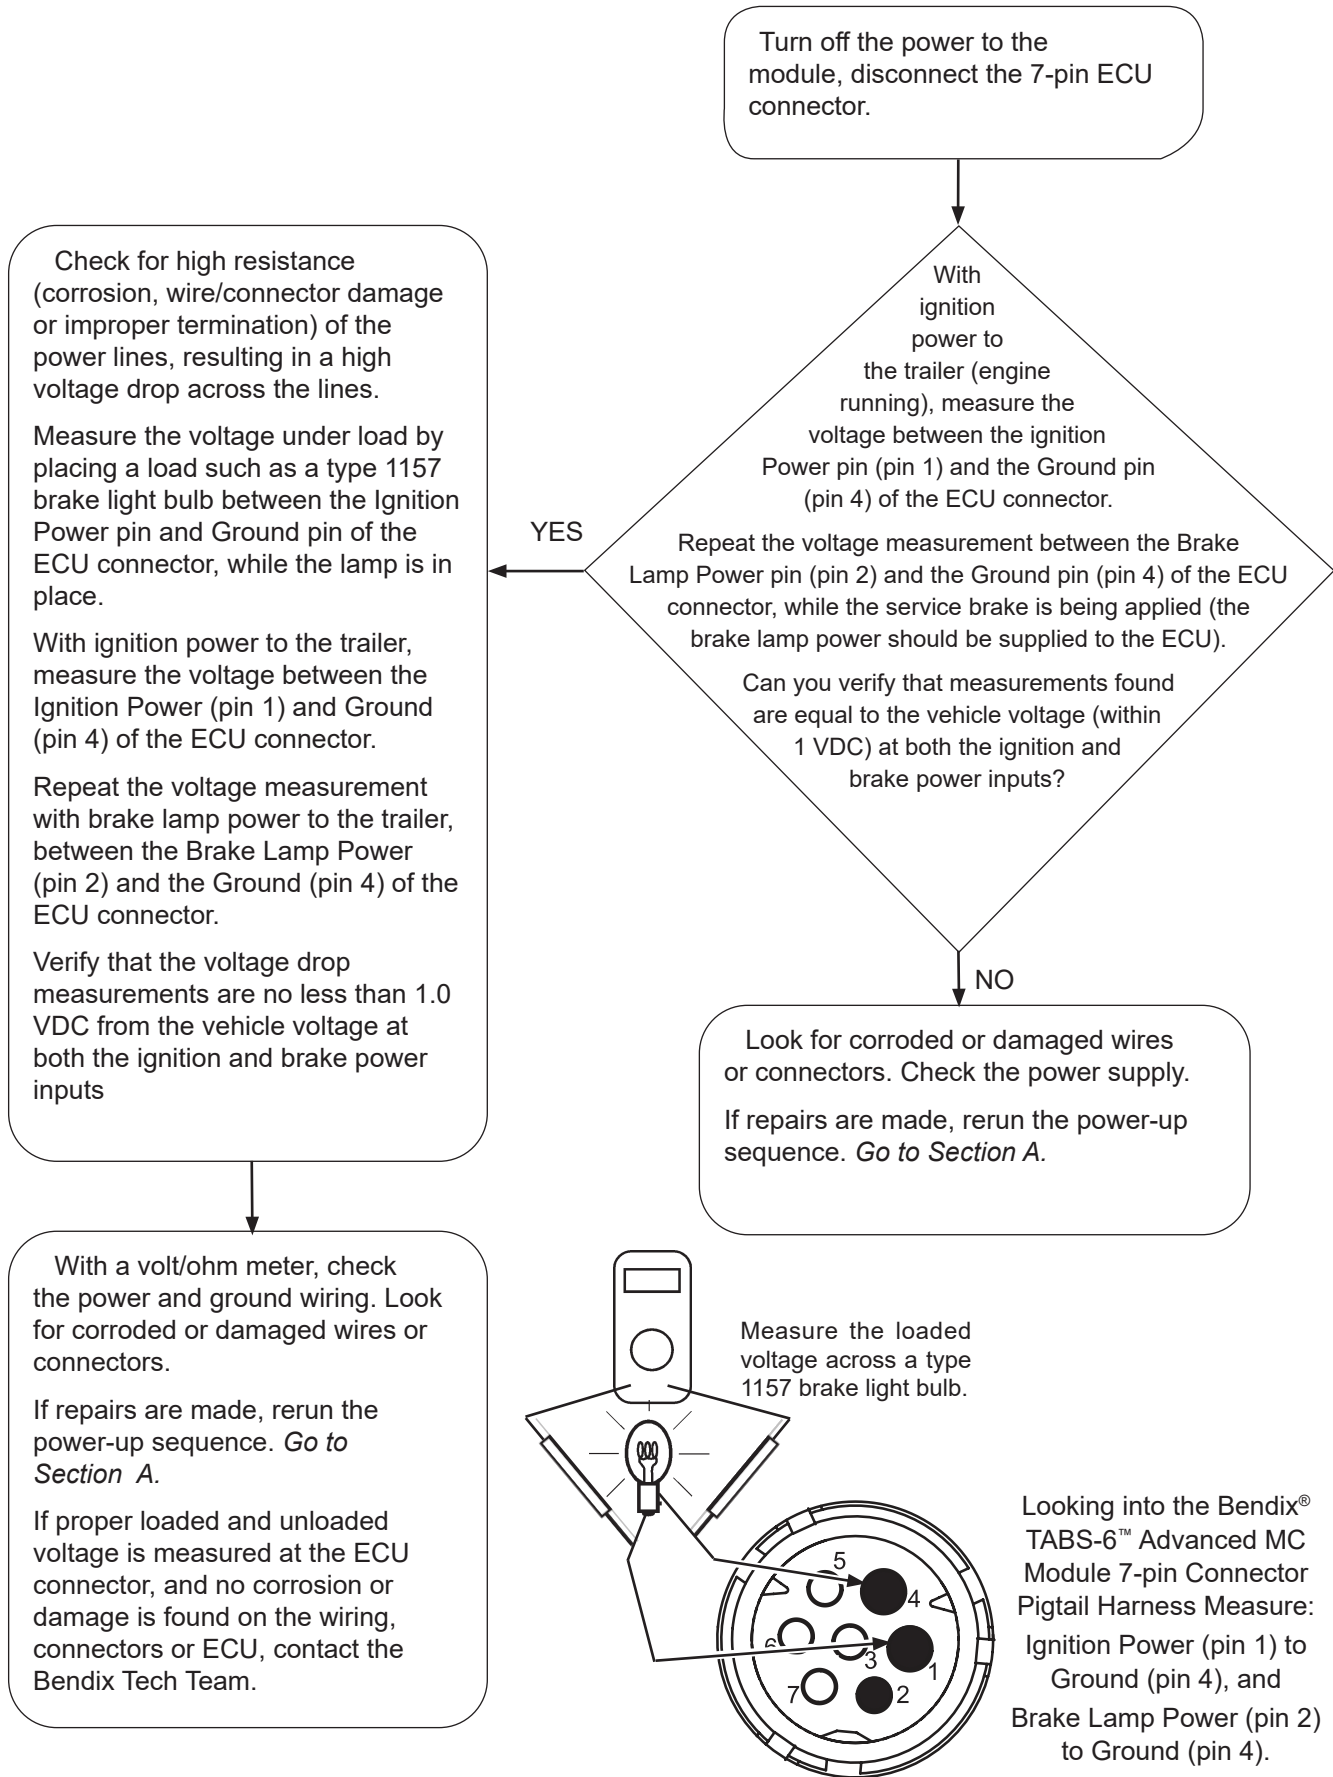 Turn off the power to the
module, disconnect the 7-pin ECU
connector.
With
ignition
power to
the trailer (engine
running), measure the
voltage between the ignition
Power pin (pin 1) and the Ground pin
(pin 4) of the ECU connector.
Repeat the voltage measurement between the Brake
Lamp Power pin (pin 2) and the Ground pin (pin 4) of the ECU
connector, while the service brake is being applied (the
brake lamp power should be supplied to the ECU).
Can you verify that measurements found
are equal to the vehicle voltage (within
1 VDC) at both the ignition and
brake power inputs?
YES
Check for high resistance
(corrosion, wire/connector damage
or improper termination) of the
power lines, resulting in a high
voltage drop across the lines.
Measure the voltage under load by
placing a load such as a type 1157
brake light bulb between the Ignition
Power pin and Ground pin of the
ECU connector, while the lamp is in
place.
With ignition power to the trailer,
measure the voltage between the
Ignition Power (pin 1) and Ground
(pin 4) of the ECU connector.
Repeat the voltage measurement
with brake lamp power to the trailer,
between the Brake Lamp Power
(pin 2) and the Ground (pin 4) of the
ECU connector.
Verify that the voltage drop
measurements are no less than 1.0
VDC from the vehicle voltage at
both the ignition and brake power
inputs
NO
Look for corroded or damaged wires
or connectors. Check the power supply.
If repairs are made, rerun the power-up
sequence. Go to Section A.
With a volt/ohm meter, check
the power and ground wiring. Look
for corroded or damaged wires or
connectors.
If repairs are made, rerun the
power-up sequence. Go to
Section A.
If proper loaded and unloaded
voltage is measured at the ECU
connector, and no corrosion or
damage is found on the wiring,
connectors or ECU, contact the
Bendix Tech Team.
Measure the loaded
voltage across a type
1157 brake light bulb.
5
4
6
3
1
7
2
Looking into the Bendix®
TABS-6™ Advanced MC
Module 7-pin Connector
Pigtail Harness Measure:
Ignition Power (pin 1) to
Ground (pin 4), and
Brake Lamp Power (pin 2)
to Ground (pin 4).